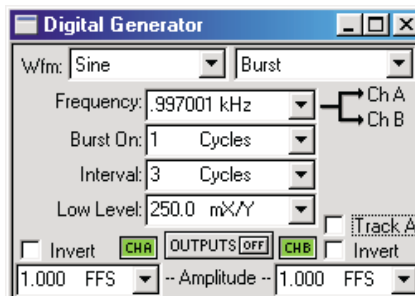 Digital Generator
Wfm: Sine Burst
Frequency: .997001 kHz Ch A
Ch B
Burst On: 1 Cycles
Interval: 3 Cycles
Low Level: 250.0 mX/Y
Track A
Invert CHA OUTPUTS OFF CHB Invert
1.000 FFS -- Amplitude -- 1.000 FFS